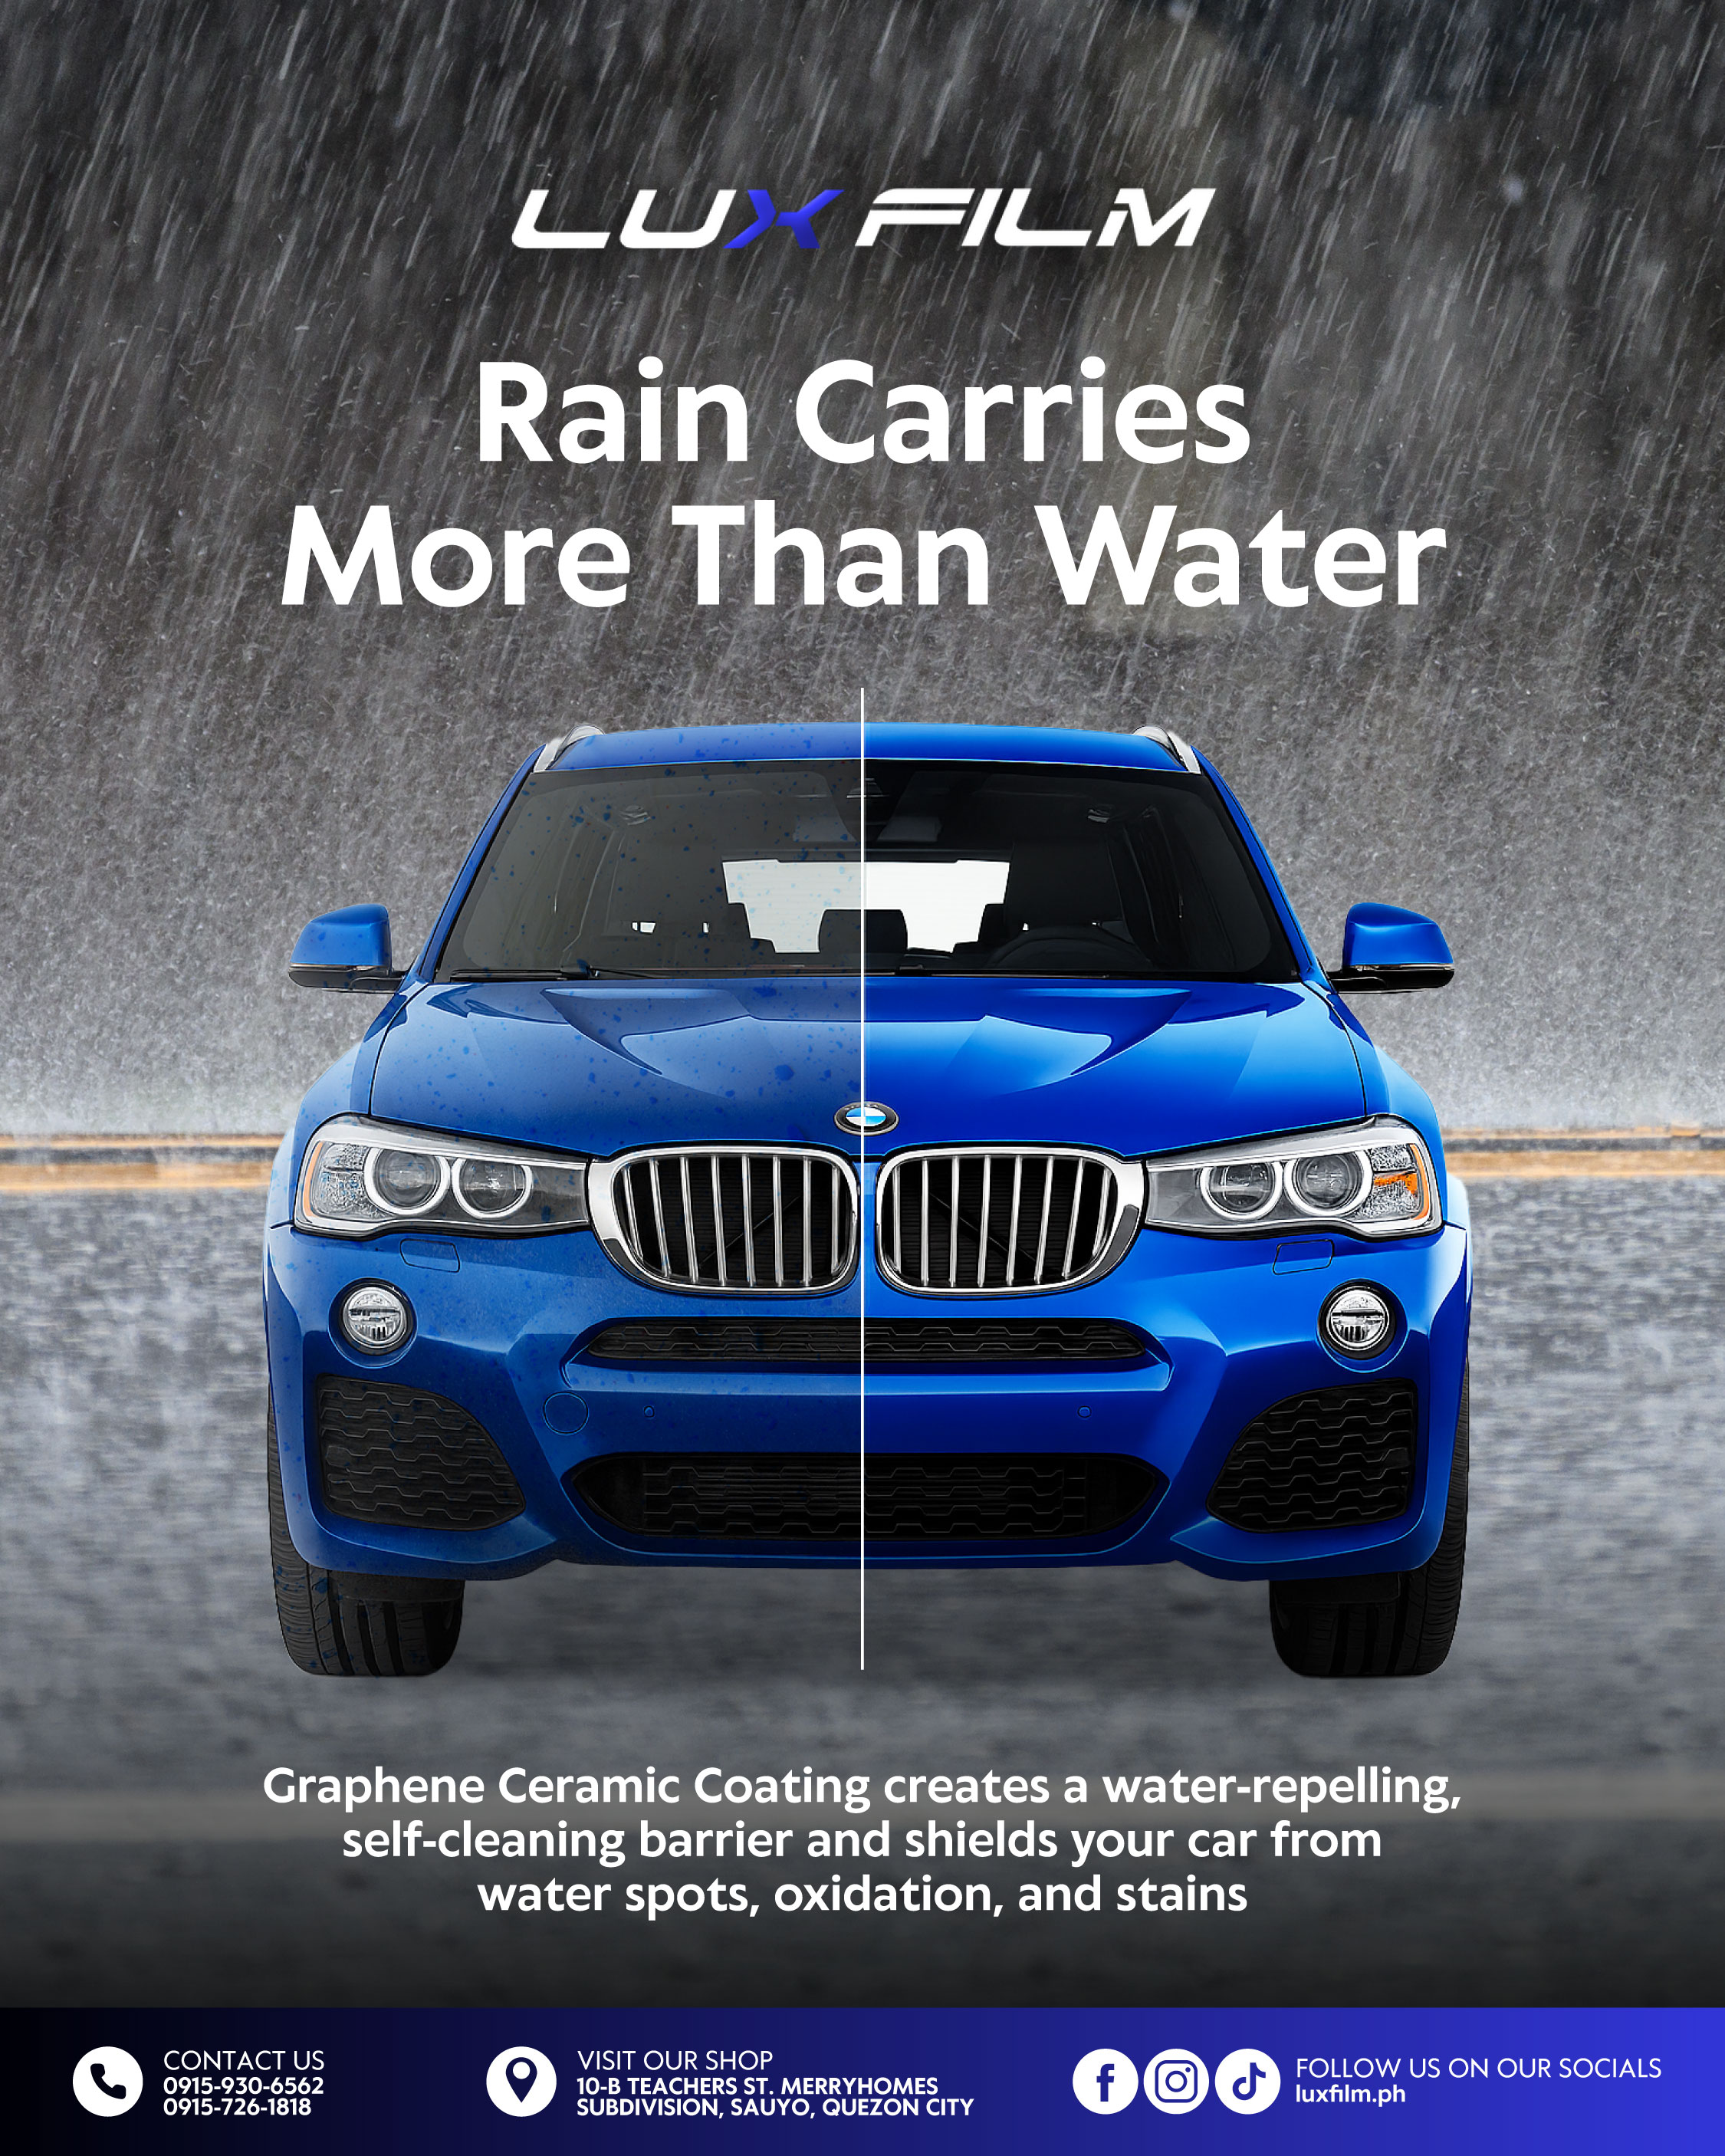 LUX FILM
Rain Carries
More Than Water
Graphene Ceramic Coating creates a water-repelling,
self-cleaning barrier and shields your car from
water spots, oxidation, and stains
CONTACT US
0915-930-6562
0915-726-1818
VISIT OUR SHOP
10-B TEACHERS ST. MERRYHOMES
SUBDIVISION, SAUYO, QUEZON CITY
FOLLOW US ON OUR SOCIALS
luxfilm.ph